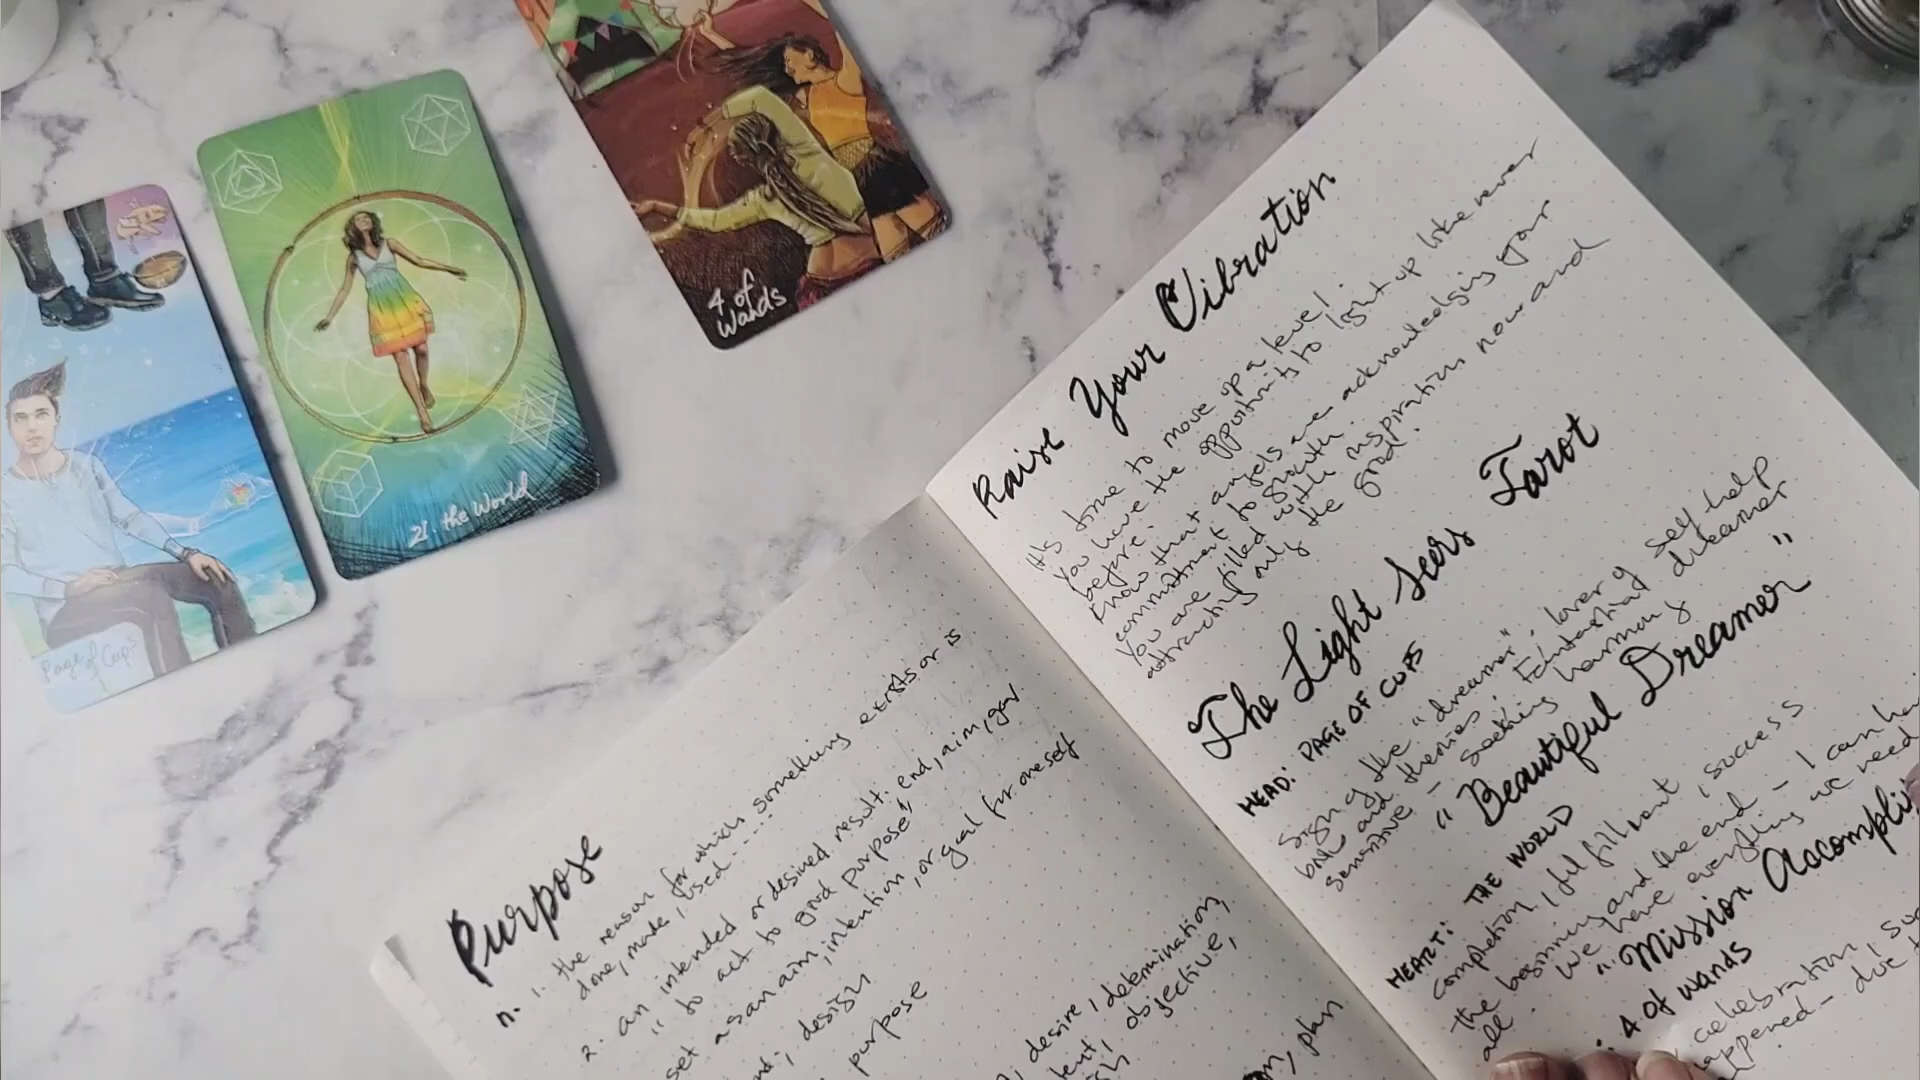 Page of Cups
21. the World
4 of
Wands
Purpose
n. 1. the reason for which something exists or is
done, made, used....
2. an intended or desired result. end, aim, goal
"to act to good purpose"
set as an aim, intention, or goal for oneself
design
purpose
desire, determination,
objective,
plan
Raise Your Vibration
It's time to move up a level.
You have the opportunity to light up like never
before.
Know that angels are acknowledging your
commitment to growth.
You are filled with inspiration now and
attracting only the good.
The Light Seers Tarot
HEAD: PAGE OF CUPS
sign of the "dreamer". lover of self help
books and theories. Fantastical dreamer
sensitive - seeking harmony
"Beautiful Dreamer"
HEART: THE WORLD
completion, fulfillment, success
the beginning and the end - I can
all. We have everything we need
"Mission
4 of wands
celebration,
- due